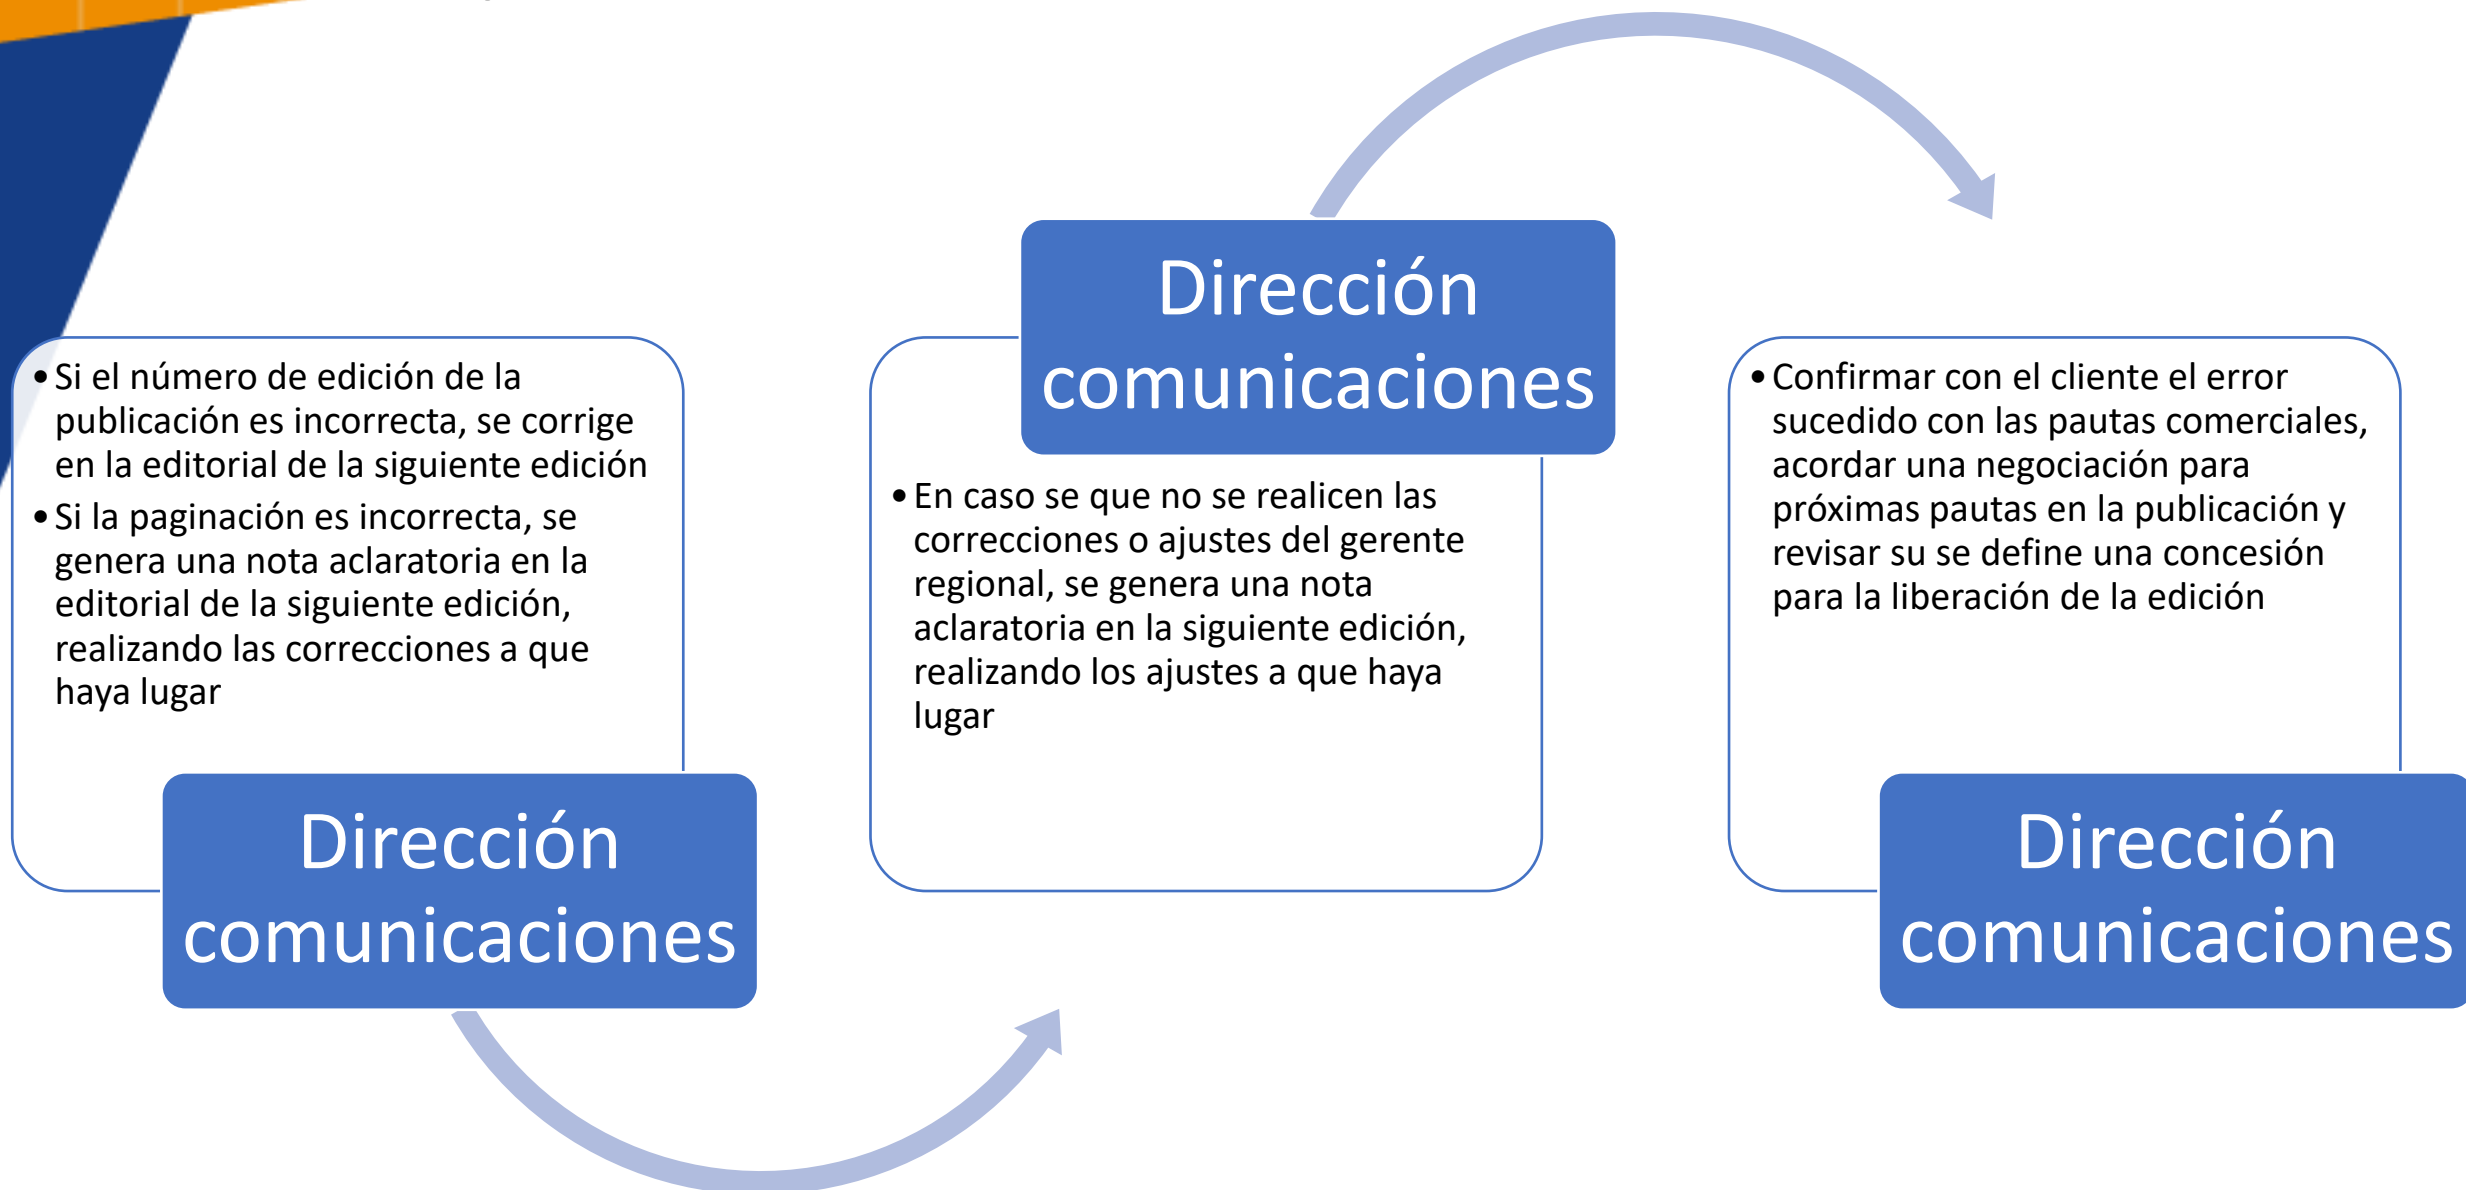 • Si el número de edición de la
publicación es incorrecta, se corrige
en la editorial de la siguiente edición
• Si la paginación es incorrecta, se
genera una nota aclaratoria en la
editorial de la siguiente edición,
realizando las correcciones a que
haya lugar
Dirección
comunicaciones
Dirección
comunicaciones
• En caso se que no se realicen las
correcciones o ajustes del gerente
regional, se genera una nota
aclaratoria en la siguiente edición,
realizando los ajustes a que haya
lugar
• Confirmar con el cliente el error
sucedido con las pautas comerciales,
acordar una negociación para
próximas pautas en la publicación y
revisar su se define una concesión
para la liberación de la edición
Dirección
comunicaciones